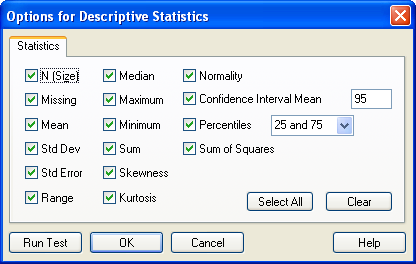 Options for Descriptive Statistics
Statistics
N (Size) Median Normality
Missing Maximum Confidence Interval Mean 95
Mean Minimum Percentiles 25 and 75
Std Dev Sum Sum of Squares
Std Error Skewness
Range Kurtosis Select All Clear
Run Test OK Cancel Help